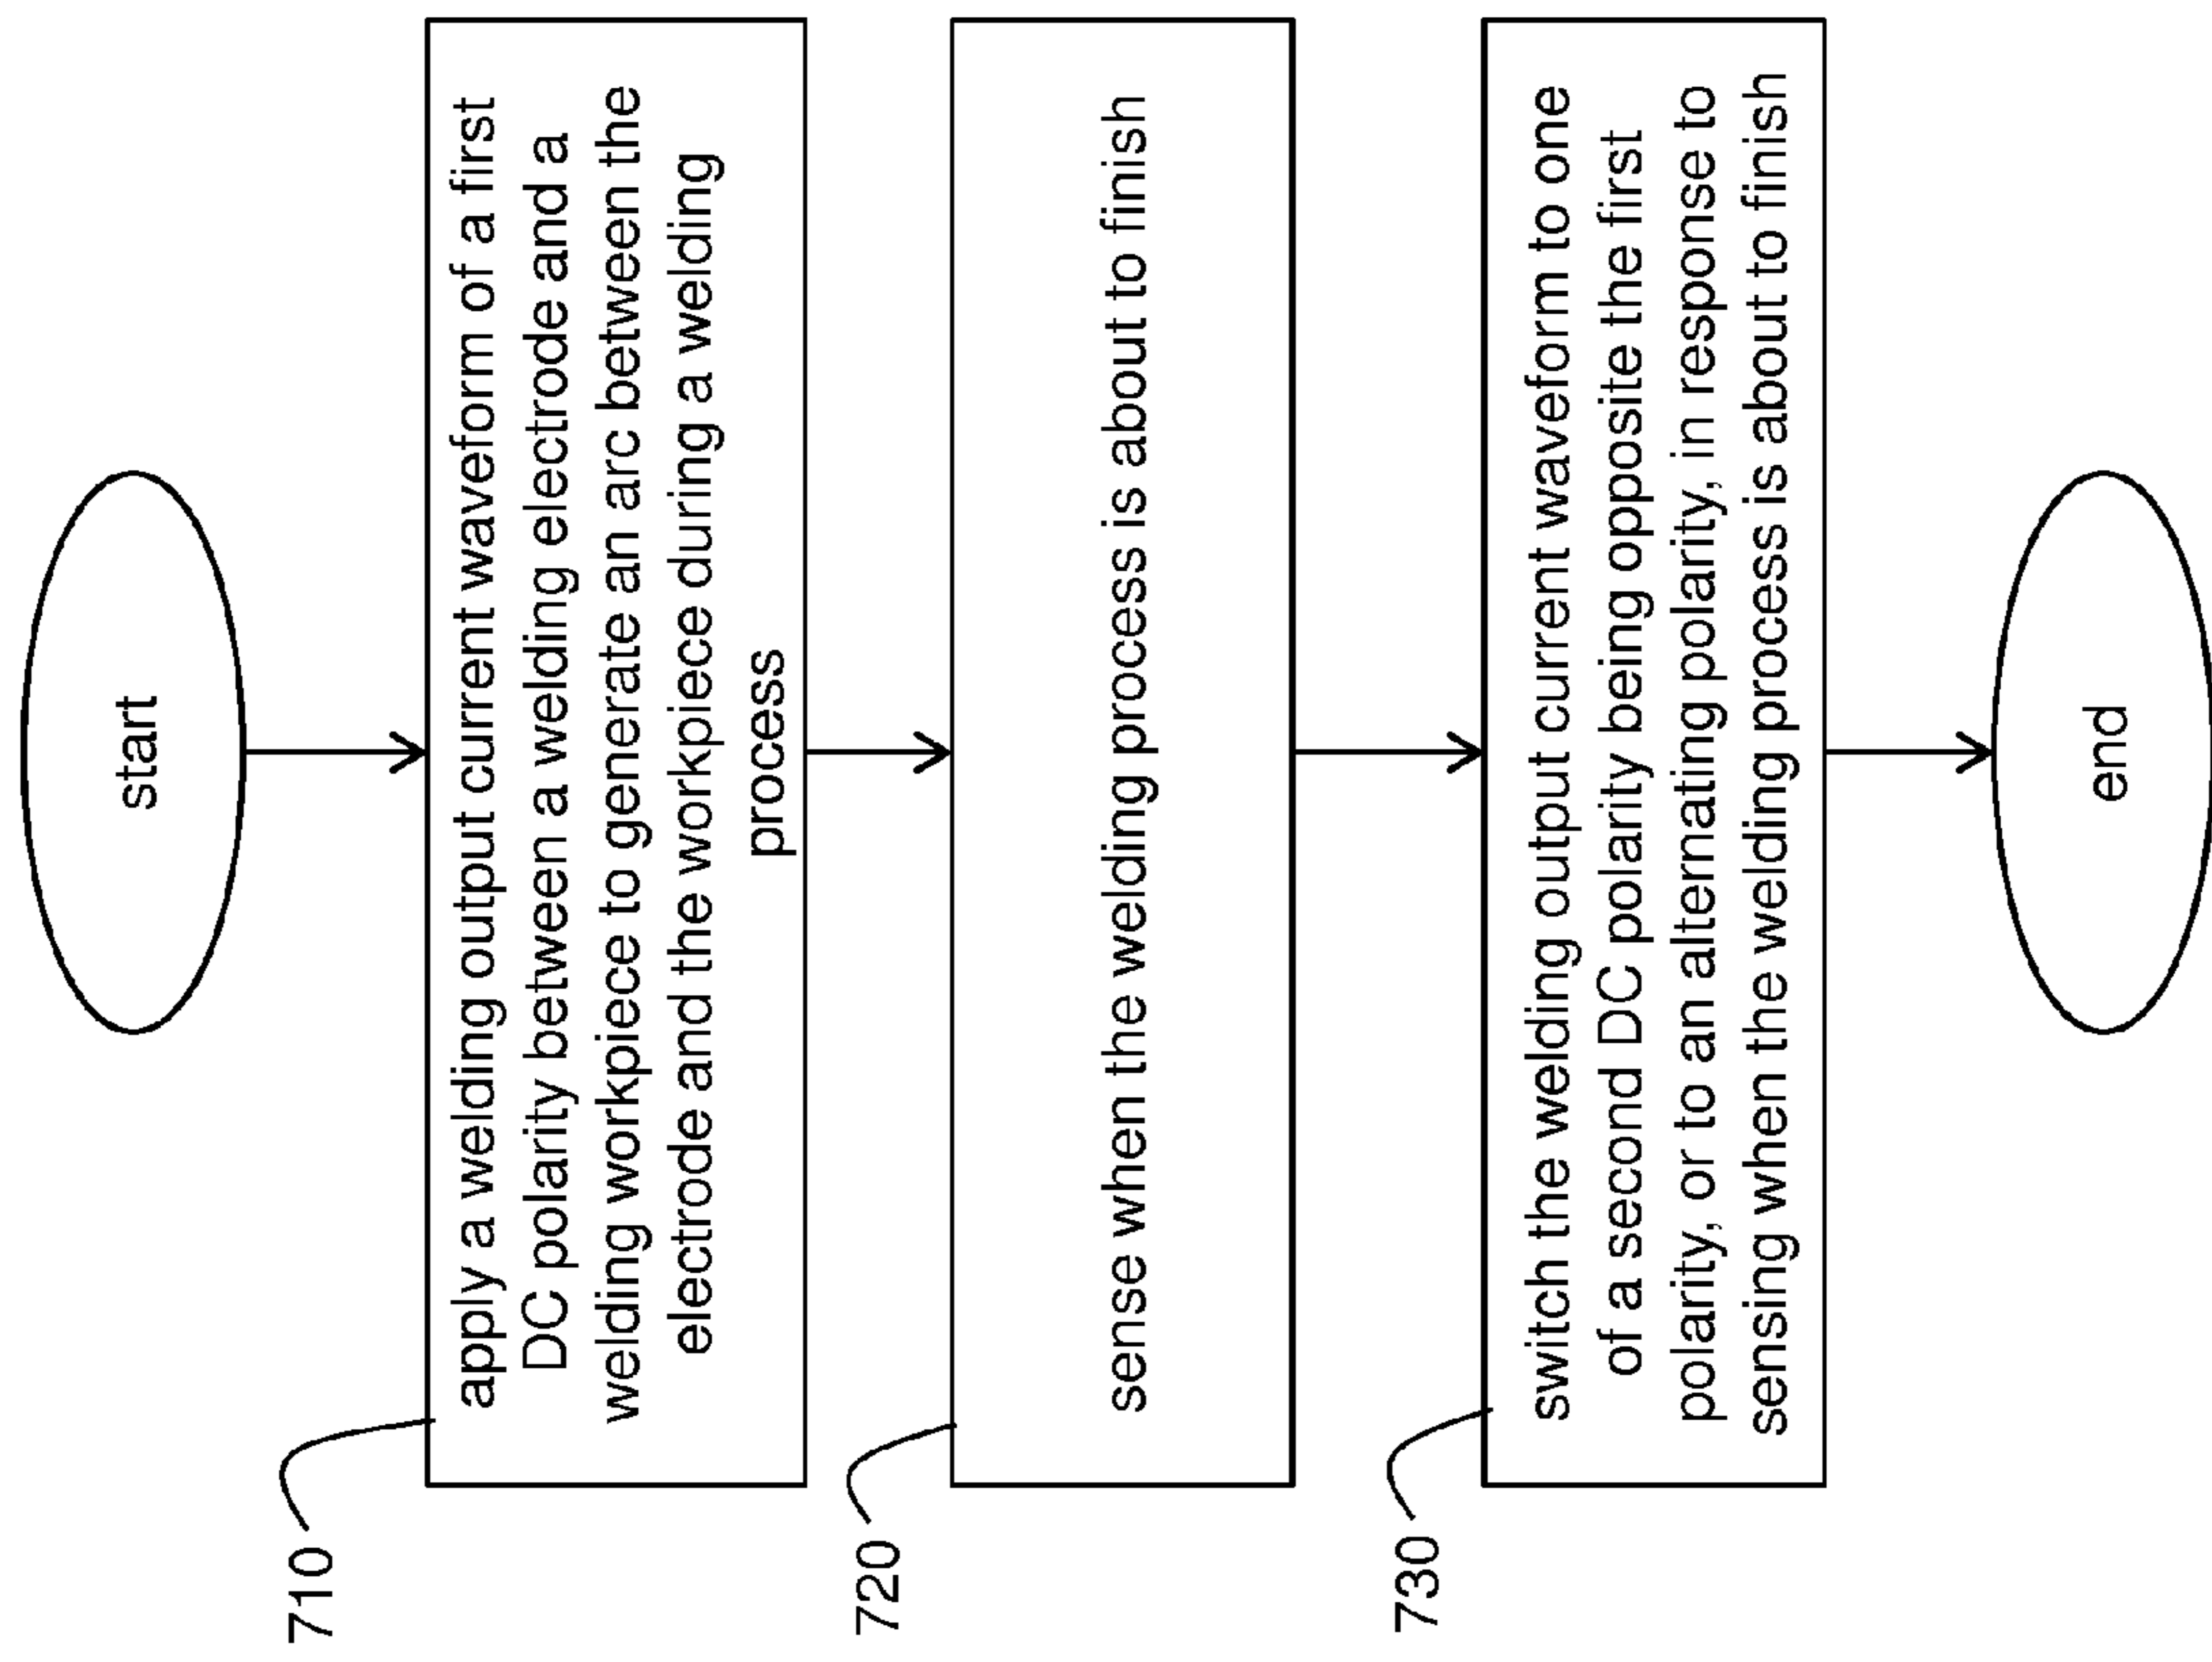 start
710
apply a welding output current waveform of a first
DC polarity between a welding electrode and a
welding workpiece to generate an arc between the
electrode and the workpiece during a welding
process
720
sense when the welding process is about to finish
730
switch the welding output current waveform to one
of a second DC polarity being opposite the first
polarity, or to an alternating polarity, in response to
sensing when the welding process is about to finish
end